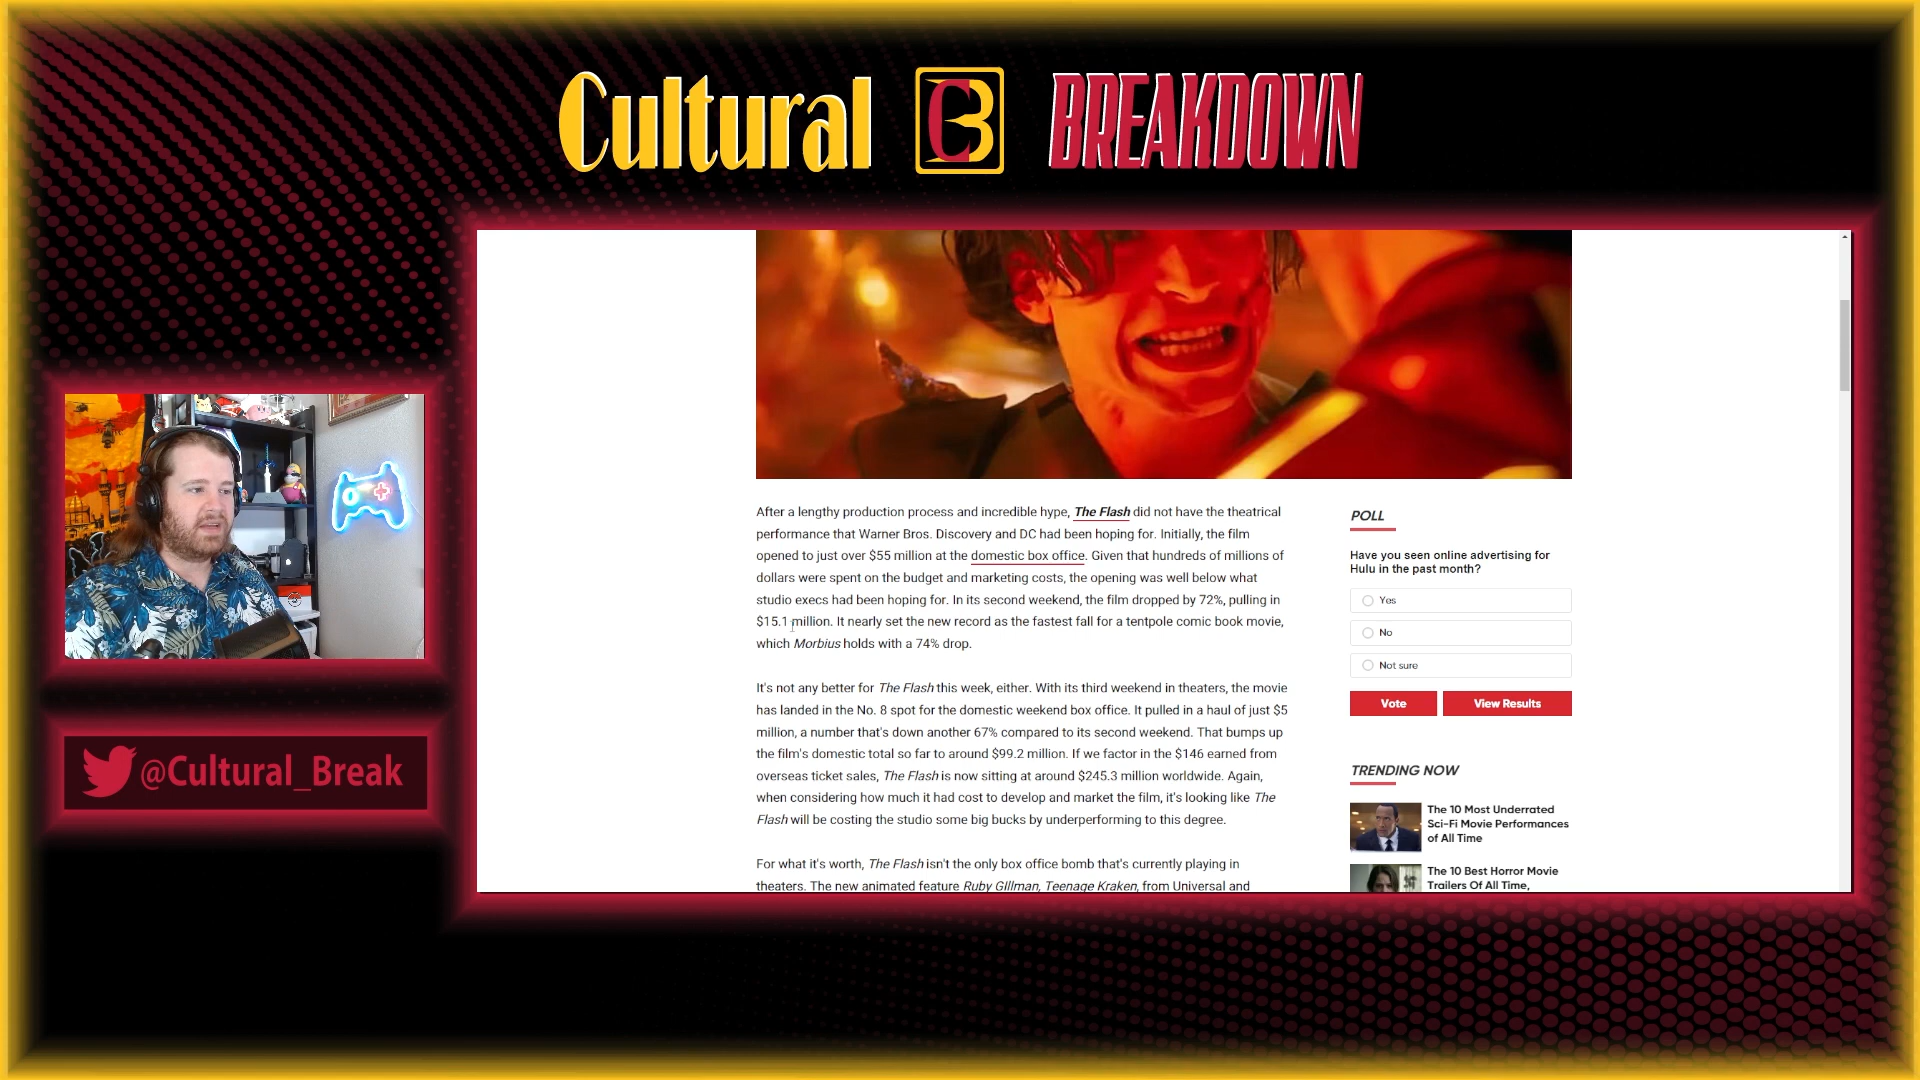 Cultural CB BREAKDOWN
After a lengthy production process and incredible hype, The Flash did not have the theatrical
performance that Warner Bros. Discovery and DC had been hoping for. Initially, the film
opened to just over $55 million at the domestic box office. Given that hundreds of millions of
dollars were spent on the budget and marketing costs, the opening was well below what
studio execs had been hoping for. In its second weekend, the film dropped by 72%, pulling in
$15.1 million. It nearly set the new record as the fastest fall for a tentpole comic book movie,
which Morbius holds with a 74% drop.
It's not any better for The Flash this week, either. With its third weekend in theaters, the movie
has landed in the No. 8 spot for the domestic weekend box office. It pulled in a haul of just $5
million, a number that's down another 67% compared to its second weekend. That bumps up
the film's domestic total so far to around $99.2 million. If we factor in the $146 earned from
overseas ticket sales, The Flash is now sitting at around $245.3 million worldwide. Again,
when considering how much it had cost to develop and market the film, it's looking like The
Flash will be costing the studio some big bucks by underperforming to this degree.
For what it's worth, The Flash isn't the only box office bomb that's currently playing in
theaters. The new animated feature Ruby GIllman, Teenage Kraken, from Universal and
POLL
Have you seen online advertising for
Hulu in the past month?
Yes
No
Not sure
Vote View Results
TRENDING NOW
The 10 Most Underrated
Sci-Fi Movie Performances
of All Time
The 10 Best Horror Movie
Trailers Of All Time,
@Cultural_Break